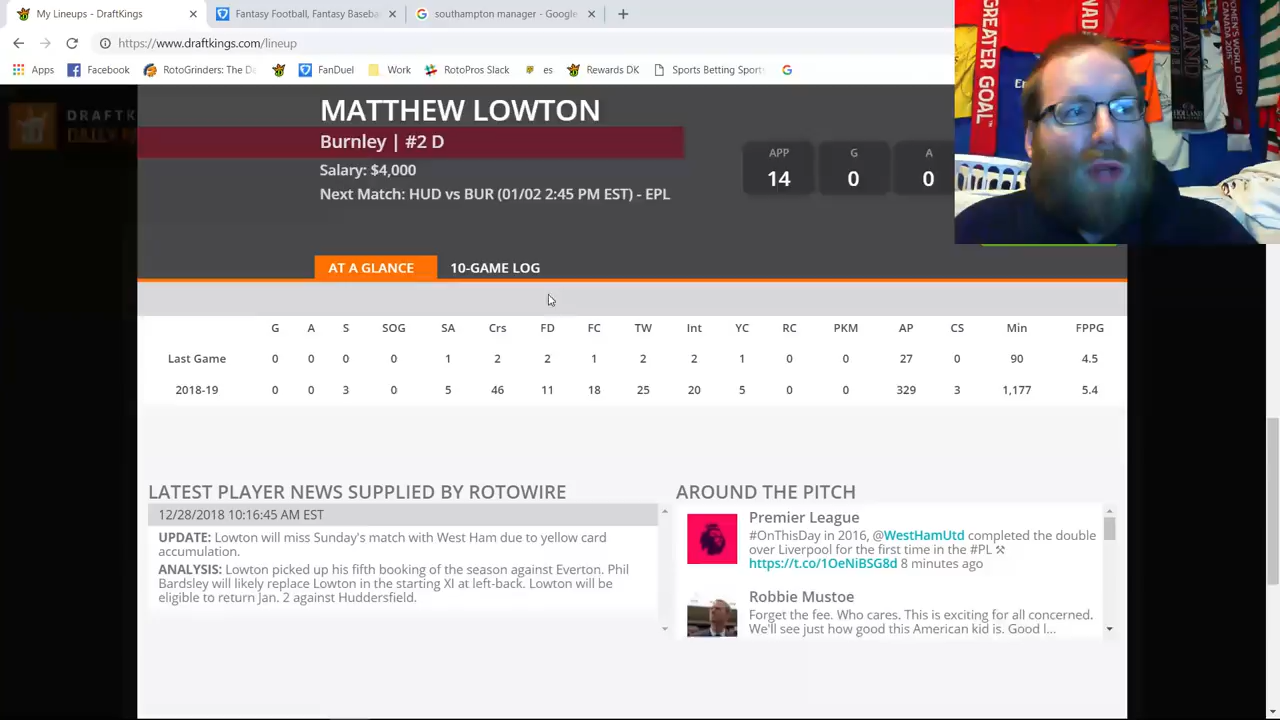 My Lineups - DraftKings
Fantasy Football, Fantasy Baseba
southampton manager - Google
https://www.draftkings.com/lineup
Apps
Facebook
RotoGrinders: The D
FanDuel
Work
RotoPros Slack
Rewards DK
Sports Betting Sport
MATTHEW LOWTON
Burnley | #2 D
Salary: $4,000
Next Match: HUD vs BUR (01/02 2:45 PM EST) - EPL
APP G A
14 0 0
GREATER GOAL
WOMEN'S WORLD CUP
CANADA 2015
AT A GLANCE
10-GAME LOG
G A S SOG SA Crs FD FC TW Int YC RC PKM AP CS Min FPPG
Last Game 0 0 0 0 1 2 2 1 2 2 1 0 0 27 0 90 4.5
2018-19 0 0 3 0 5 46 11 18 25 20 5 0 0 329 3 1,177 5.4
LATEST PLAYER NEWS SUPPLIED BY ROTOWIRE
12/28/2018 10:16:45 AM EST
UPDATE: Lowton will miss Sunday's match with West Ham due to yellow card
accumulation.
ANALYSIS: Lowton picked up his fifth booking of the season against Everton. Phil
Bardsley will likely replace Lowton in the starting XI at left-back. Lowton will be
eligible to return Jan. 2 against Huddersfield.
AROUND THE PITCH
Premier League
#OnThisDay in 2016, @WestHamUtd completed the double
over Liverpool for the first time in the #PL ⚒
https://t.co/1OeNiBSG8d 8 minutes ago
Robbie Mustoe
Forget the fee. Who cares. This is exciting for all concerned.
We'll see just how good this American kid is. Good l...